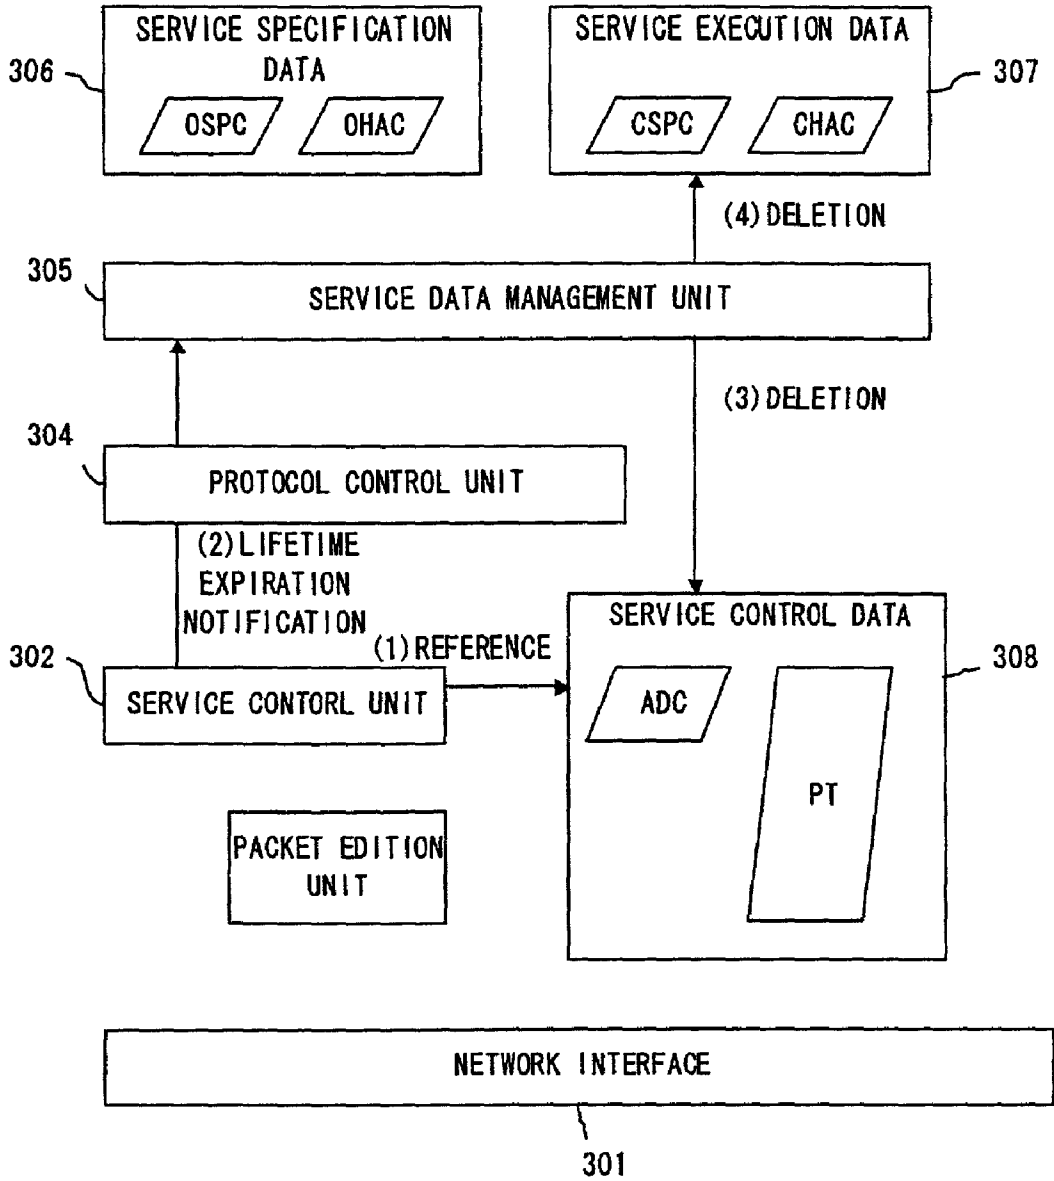 SERVICE SPECIFICATION
DATA
306
OSPC
OHAC
SERVICE EXECUTION DATA
307
CSPC
CHAC
(4)DELETION
305
SERVICE DATA MANAGEMENT UNIT
(3)DELETION
304
PROTOCOL CONTROL UNIT
(2)LIFETIME
EXPIRATION
NOTIFICATION
(1)REFERENCE
302
SERVICE CONTORL UNIT
SERVICE CONTROL DATA
308
ADC
PT
PACKET EDITION
UNIT
NETWORK INTERFACE
301